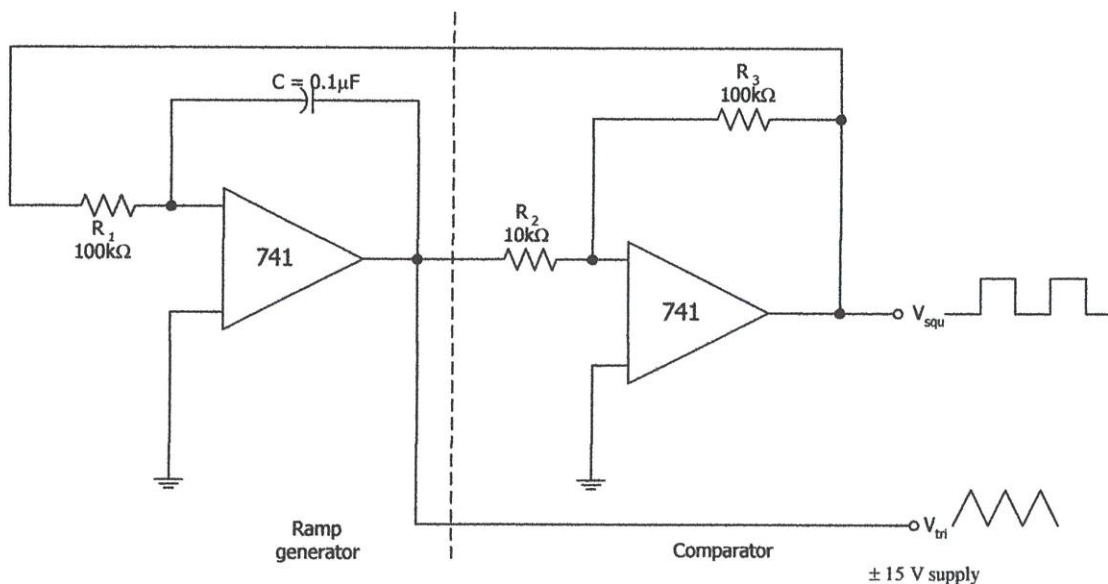 C = 0.1μF
R3
100kΩ
R1
100kΩ
741
R2
10kΩ
741
Vsqu
Vtri
Ramp
generator
Comparator
± 15 V supply